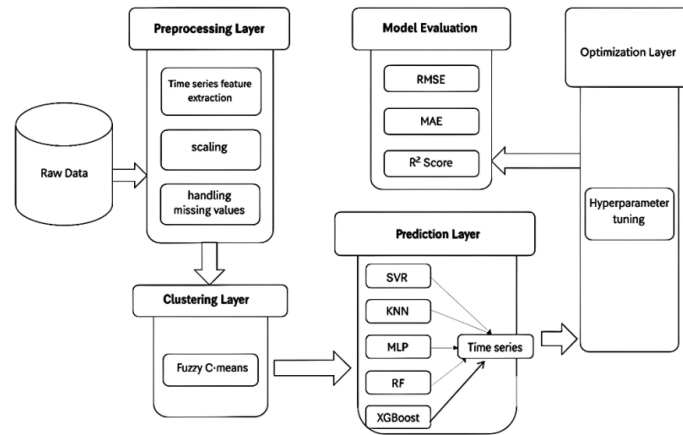 Preprocessing Layer
Time series feature
extraction
scaling
handling
missing values
Raw Data
Clustering Layer
Fuzzy C-means
Model Evaluation
RMSE
MAE
R² Score
Prediction Layer
SVR
KNN
MLP
RF
XGBoost
Time series
Optimization Layer
Hyperparameter
tuning